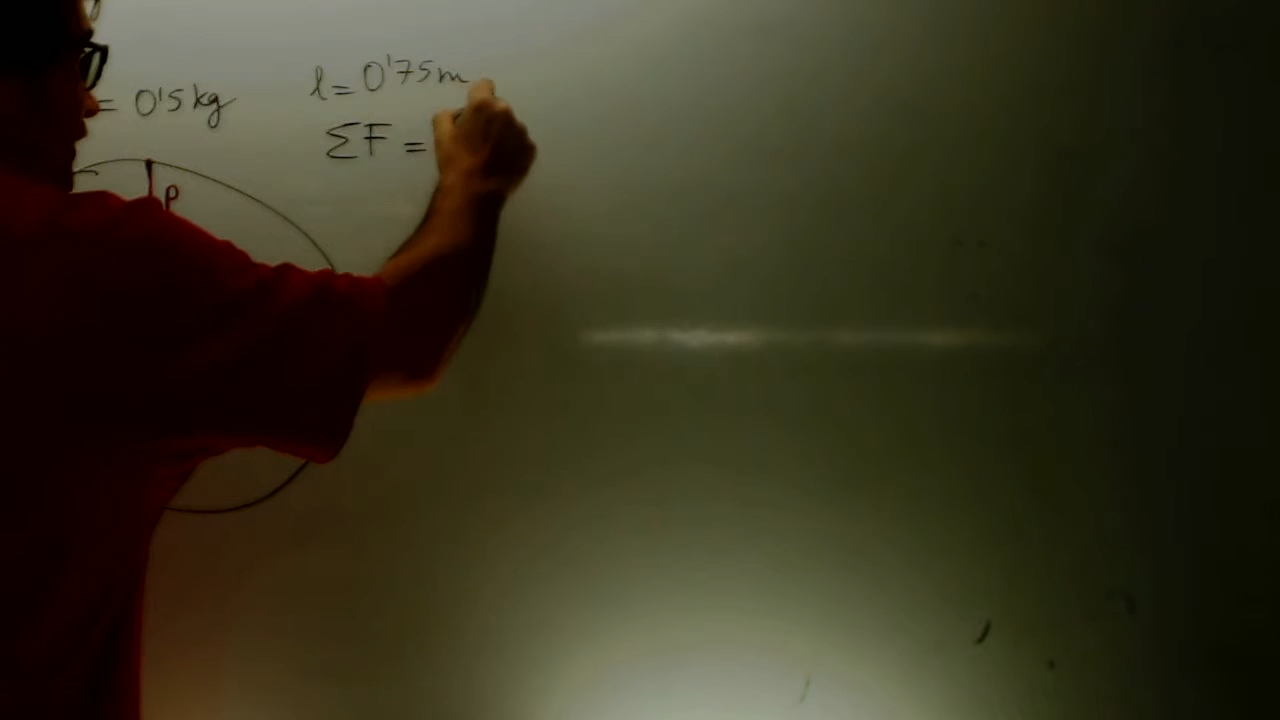 = 0'5 kg
l = 0'75 m
ΣF =
P